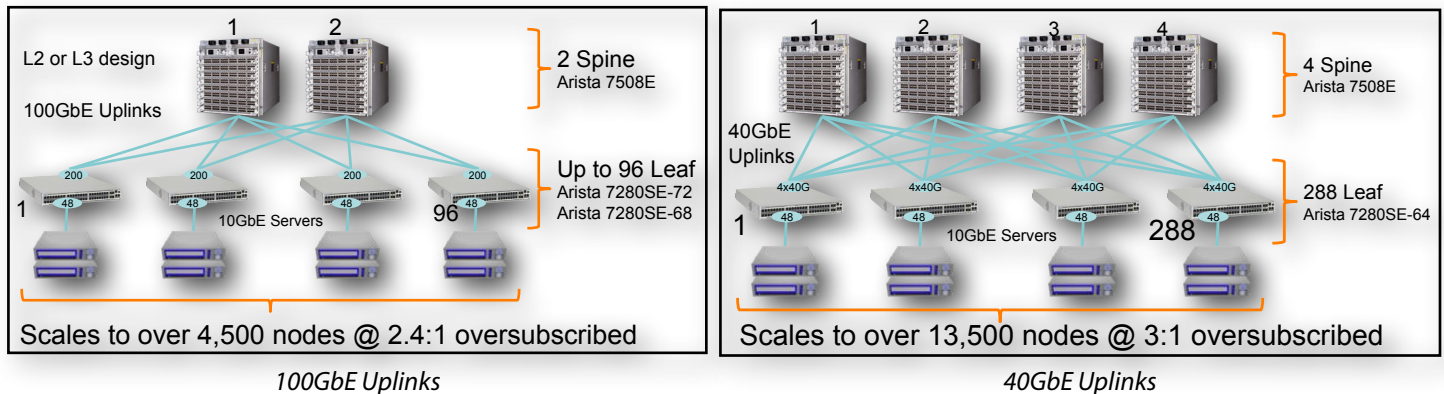 1
2
L2 or L3 design
100GbE Uplinks
2 Spine
Arista 7508E
200
200
200
200
Up to 96 Leaf
Arista 7280SE-72
Arista 7280SE-68
48
48
48
48
1
96
10GbE Servers
Scales to over 4,500 nodes @ 2.4:1 oversubscribed
100GbE Uplinks
1
2
3
4
4 Spine
Arista 7508E
40GbE
Uplinks
4x40G
4x40G
4x40G
4x40G
288 Leaf
Arista 7280SE-64
48
48
48
48
1
288
10GbE Servers
Scales to over 13,500 nodes @ 3:1 oversubscribed
40GbE Uplinks